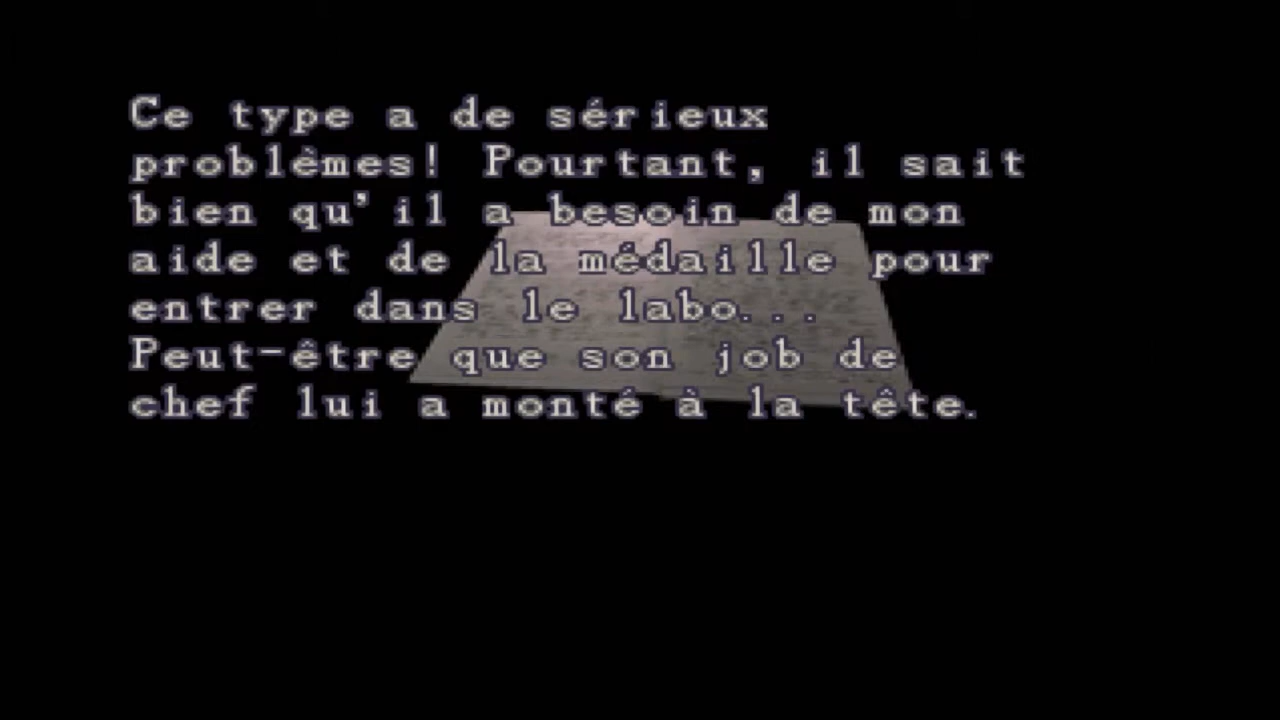 Ce type a de sérieux
problèmes! Pourtant, il sait
bien qu'il a besoin de mon
aide et de la médaille pour
entrer dans le labo...
Peut-être que son job de
chef lui a monté à la tête.